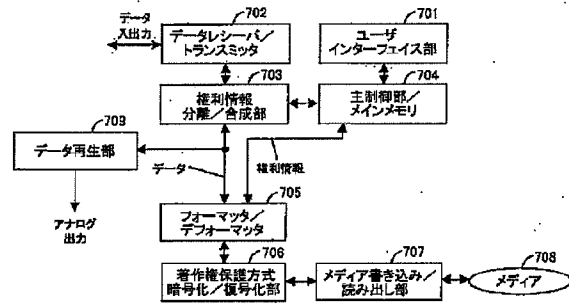 データ
入出力
702
データレシーバ/
トランスミッタ
701
ユーザ
インターフェイス部
703
権利情報
分離/合成部
704
主制御部/
メインメモリ
709
データ再生部
データ
権利情報
アナログ
出力
705
フォーマッタ/
デフォーマッタ
706
著作権保護方式
暗号化/復号化部
707
メディア書き込み/
読み出し部
708
メディア